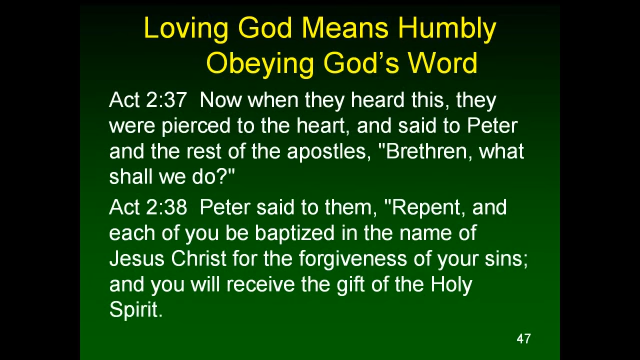 Loving God Means Humbly
Obeying God’s Word
Act 2:37  Now when they heard this, they
were pierced to the heart, and said to Peter
and the rest of the apostles, "Brethren, what
shall we do?"
Act 2:38  Peter said to them, "Repent, and
each of you be baptized in the name of
Jesus Christ for the forgiveness of your sins;
and you will receive the gift of the Holy
Spirit.
47